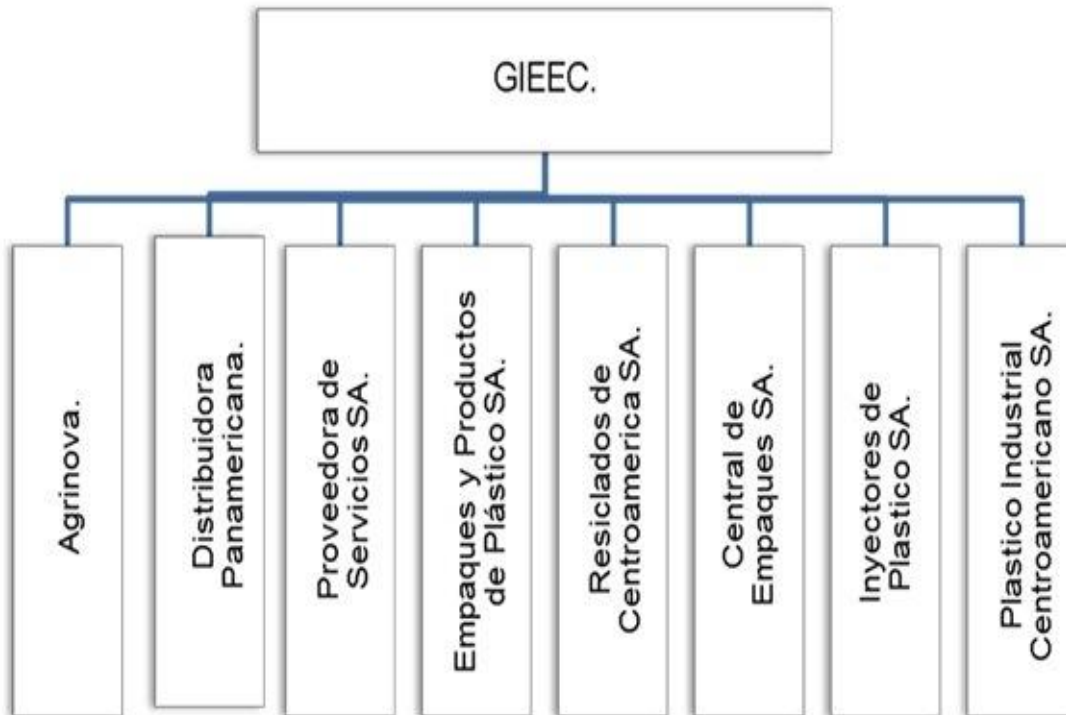 GIEEC.
Agrinova.
Distribuidora
Panamericana.
Proveedora de
Servicios SA.
Empaques y Productos
de Plástico SA.
Resiclados de
Centroamerica SA.
Central de
Empaques SA.
Inyectores de
Plastico SA.
Plastico Industrial
Centroamericano SA.